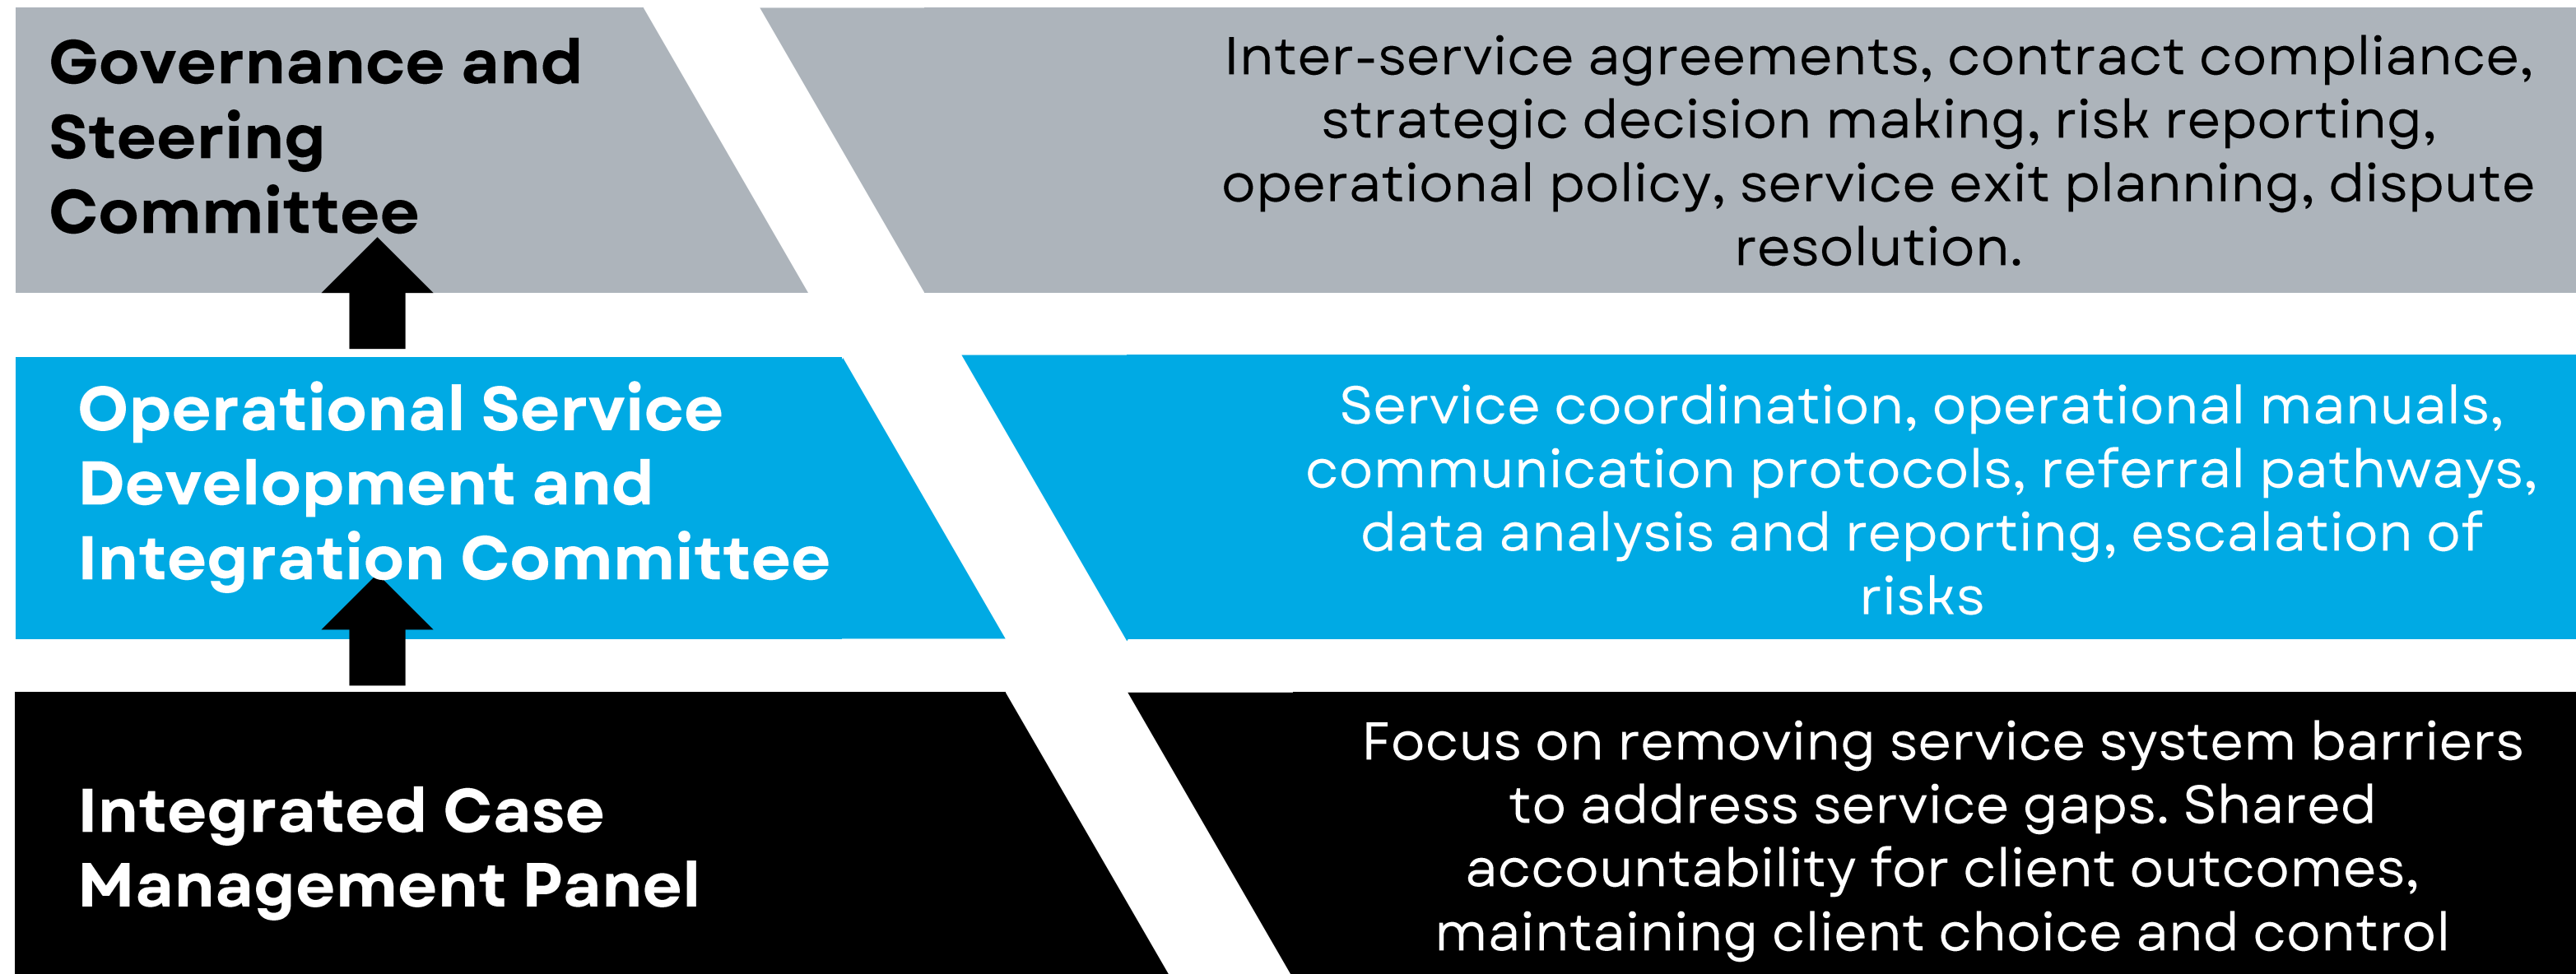 Governance and
Steering
Committee
Inter-service agreements, contract compliance,
strategic decision making, risk reporting,
operational policy, service exit planning, dispute
resolution.
Operational Service
Development and
Integration Committee
Service coordination, operational manuals,
communication protocols, referral pathways,
data analysis and reporting, escalation of
risks
Integrated Case
Management Panel
Focus on removing service system barriers
to address service gaps. Shared
accountability for client outcomes,
maintaining client choice and control